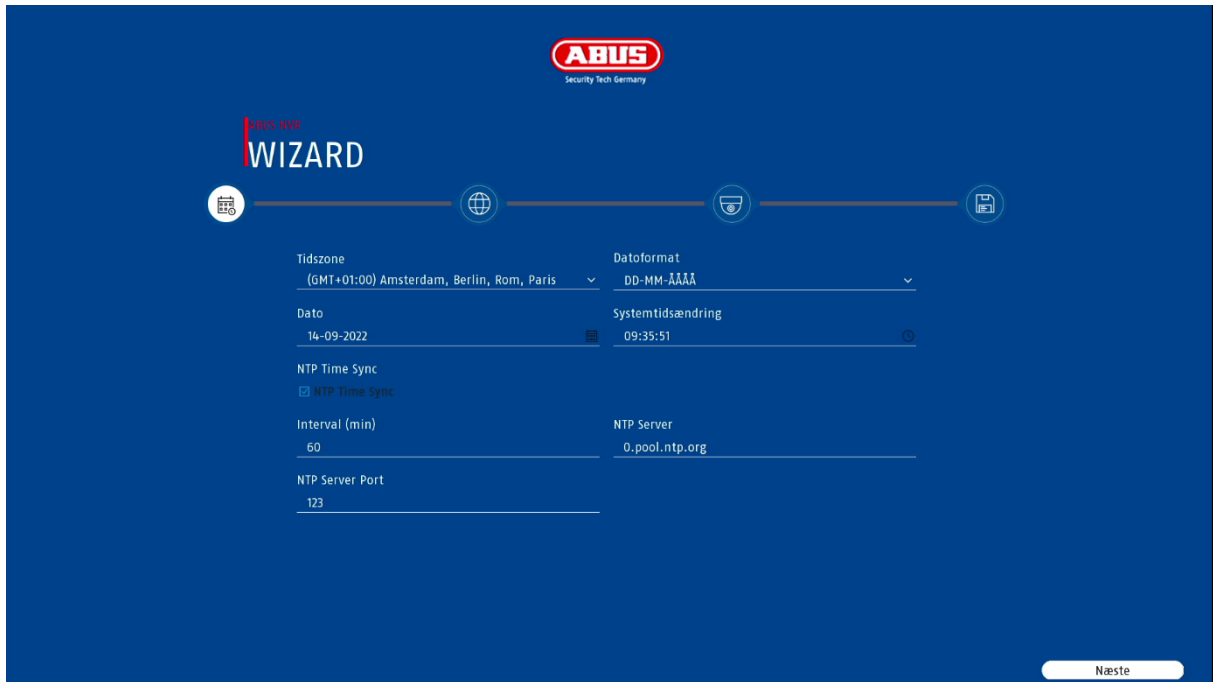 ABUS
Security Tech Germany
ABUS NVR
WIZARD
Tidszone
(GMT+01:00) Amsterdam, Berlin, Rom, Paris
Datoformat
DD-MM-ÅÅÅÅ
Dato
14-09-2022
Systemtidsændring
09:35:51
NTP Time Sync
NTP Time Sync
Interval (min)
60
NTP Server
0.pool.ntp.org
NTP Server Port
123
Næste